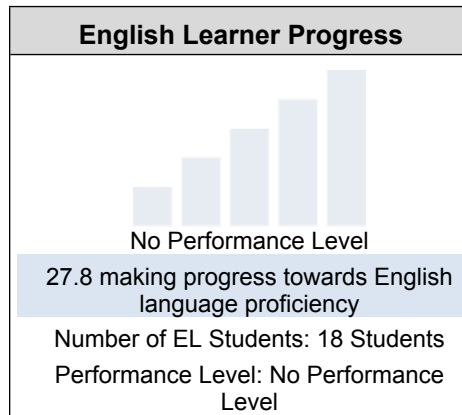 English Learner Progress
No Performance Level
27.8 making progress towards English
language proficiency
Number of EL Students: 18 Students
Performance Level: No Performance
Level